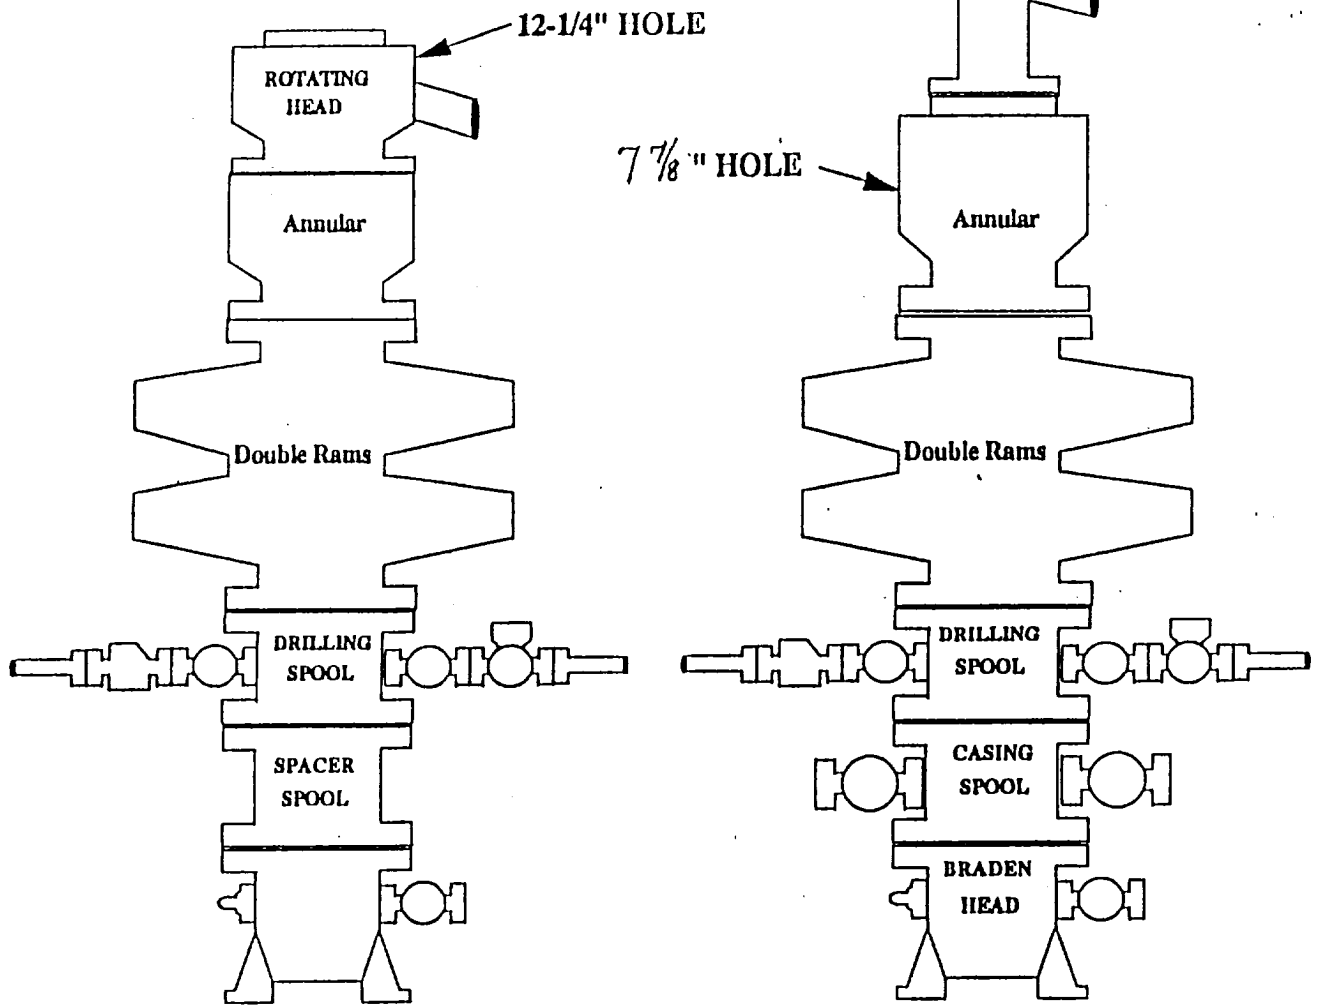 12-1/4" HOLE
ROTATING
HEAD
Annular
Double Rams
DRILLING
SPOOL
SPACER
SPOOL
7 7/8" HOLE
Annular
Double Rams
DRILLING
SPOOL
CASING
SPOOL
BRADEN
HEAD